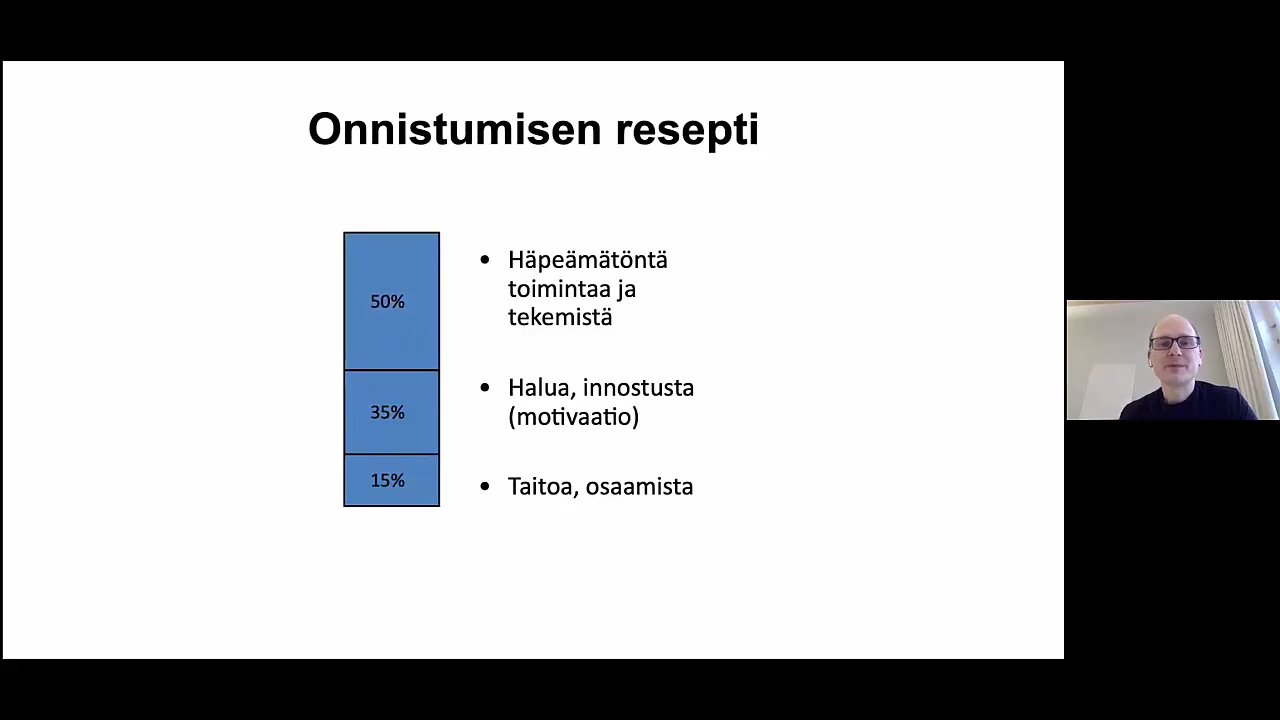 Onnistumisen resepti
50%
• Häpeämätöntä
toimintaa ja
tekemistä
35%
• Halua, innostusta
(motivaatio)
15%
• Taitoa, osaamista